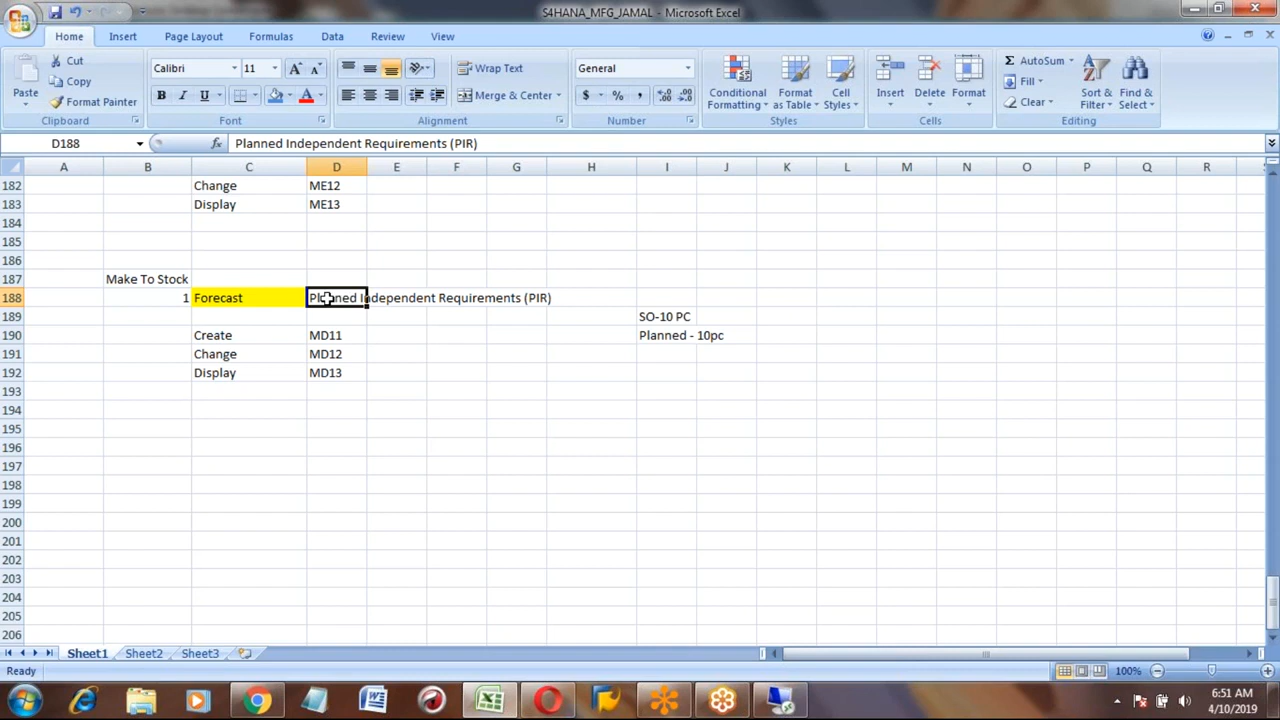 S4HANA_MFG_JAMAL - Microsoft Excel
Home Insert Page Layout Formulas Data Review View
Paste Cut Copy Format Painter Clipboard
Calibri 11 B I U A A A Font
Wrap Text Merge & Center Alignment
General $ % , Number
Conditional Formatting Format as Table Cell Styles Styles
Insert Delete Format Cells
Σ AutoSum Fill Clear Sort & Filter Find & Select Editing
D188 fx Planned Independent Requirements (PIR)
A B C D E F G H I J K L M N O P Q R
182 Change ME12
183 Display ME13
184
185
186
187 Make To Stock
188 1 Forecast Planned Independent Requirements (PIR)
189 SO-10 PC
190 Create MD11 Planned - 10pc
191 Change MD12
192 Display MD13
193
194
195
196
197
198
199
200
201
202
203
204
205
206
Sheet1 Sheet2 Sheet3
Ready 100%
6:51 AM
4/10/2019